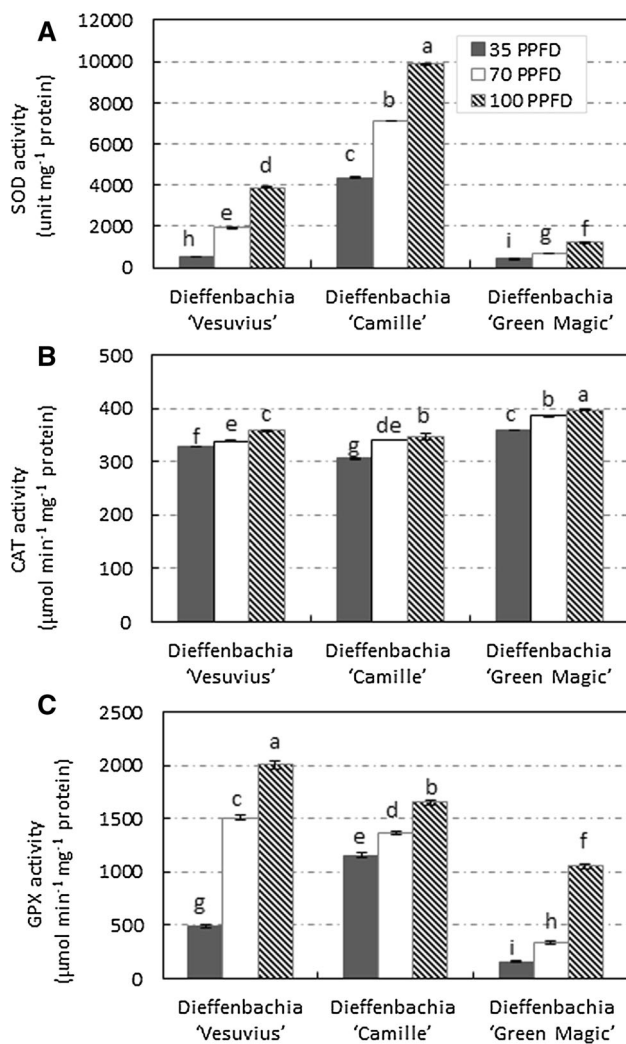 A
SOD activity
(unit mg-1 protein)
12000
10000
8000
6000
4000
2000
0
35 PPFD
70 PPFD
100 PPFD
h
e
d
c
b
a
i
g
f
Dieffenbachia
'Vesuvius'
Dieffenbachia
'Camille'
Dieffenbachia
'Green Magic'
B
CAT activity
(µmol min-1 mg-1 protein)
500
400
300
200
100
0
f
e
c
g
de
b
c
b
a
Dieffenbachia
'Vesuvius'
Dieffenbachia
'Camille'
Dieffenbachia
'Green Magic'
C
GPX activity
(µmol min-1 mg-1 protein)
2500
2000
1500
1000
500
0
g
c
a
e
d
b
i
h
f
Dieffenbachia
'Vesuvius'
Dieffenbachia
'Camille'
Dieffenbachia
'Green Magic'